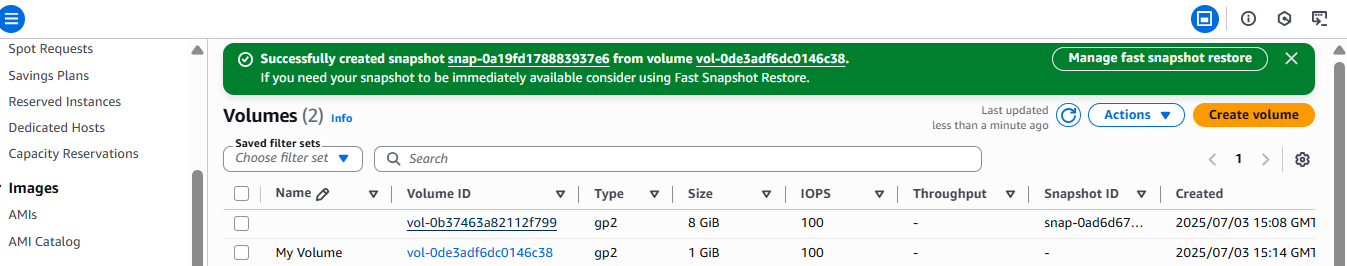 Spot Requests
Savings Plans
Reserved Instances
Dedicated Hosts
Capacity Reservations
Images
AMIs
AMI Catalog
Successfully created snapshot snap-0a19fd178883937e6 from volume vol-0de3adf6dc0146c38.
If you need your snapshot to be immediately available consider using Fast Snapshot Restore.
Manage fast snapshot restore
Volumes (2) Info
Last updated
less than a minute ago
Actions
Create volume
Saved filter sets
Choose filter set
Search
1
Name Volume ID Type Size IOPS Throughput Snapshot ID Created
vol-0b37463a82112f799 gp2 8 GiB 100 - snap-0ad6d67... 2025/07/03 15:08 GMT
My Volume vol-0de3adf6dc0146c38 gp2 1 GiB 100 - - 2025/07/03 15:14 GMT